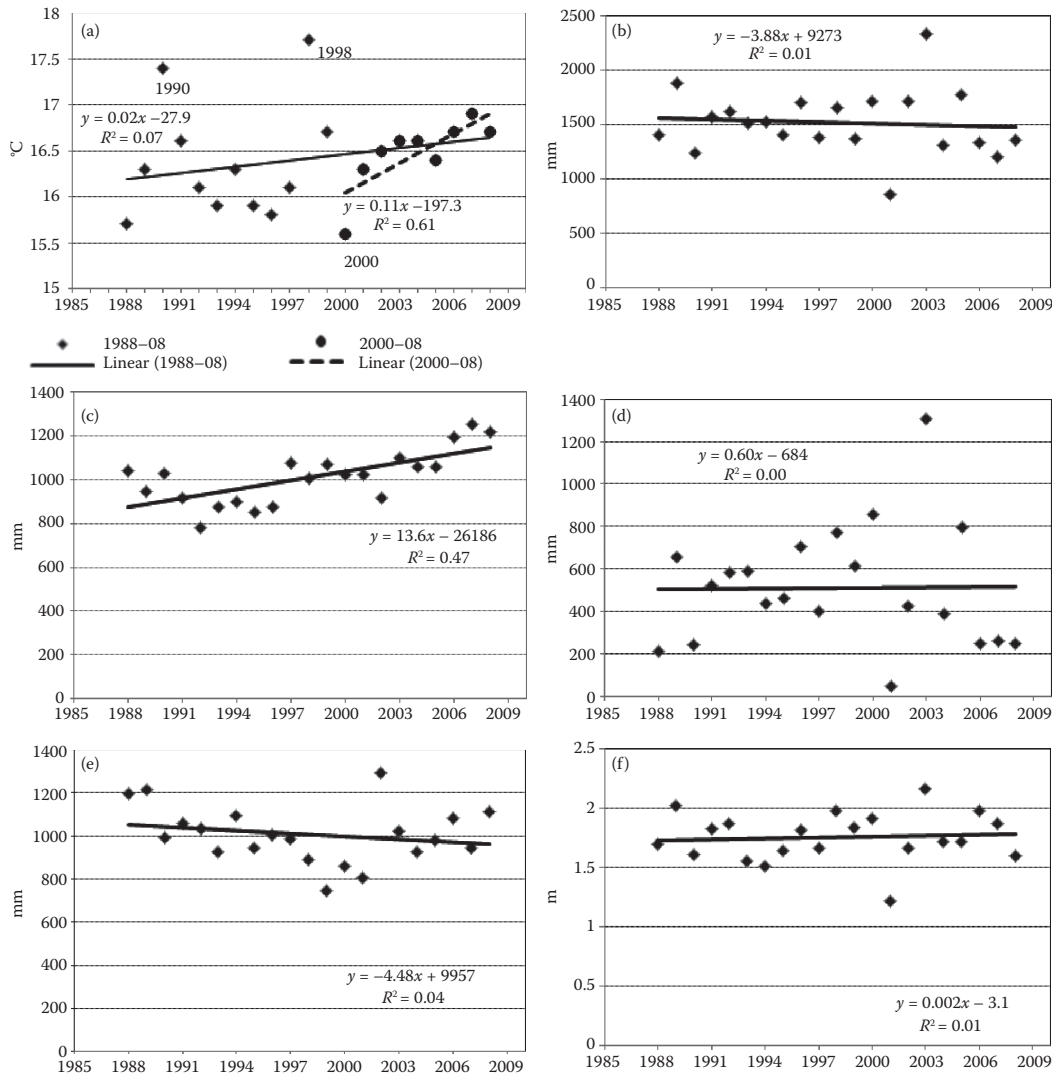 18
17.5
17
16.5
16
15.5
15
°C
(a)
1990
1998
y = 0.02x –27.9
R² = 0.07
y = 0.11x –197.3
R² = 0.61
2000
1985 1988 1991 1994 1997 2000 2003 2006 2009
2500
2000
1500
1000
500
0
mm
(b)
y = –3.88x + 9273
R² = 0.01
1985 1988 1991 1994 1997 2000 2003 2006 2009
1988–08
2000–08
Linear (1988–08)
Linear (2000–08)
1400
1200
1000
800
600
400
200
0
mm
(c)
y = 13.6x – 26186
R² = 0.47
1985 1988 1991 1994 1997 2000 2003 2006 2009
1400
1200
1000
800
600
400
200
0
mm
(d)
y = 0.60x – 684
R² = 0.00
1985 1988 1991 1994 1997 2000 2003 2006 2009
1400
1200
1000
800
600
400
200
0
mm
(e)
y = –4.48x + 9957
R² = 0.04
1985 1988 1991 1994 1997 2000 2003 2006 2009
2.5
2
1.5
1
0.5
0
m
(f)
y = 0.002x – 3.1
R² = 0.01
1985 1988 1991 1994 1997 2000 2003 2006 2009